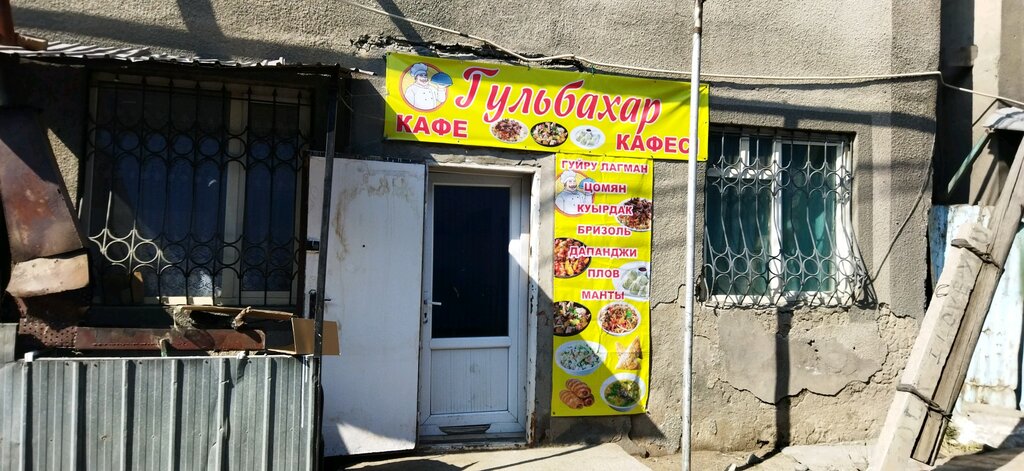 Гульбахар
КАФЕ КАФЕС
ГУЙРУ ЛАГМАН
ЦОМЯН
КУЫРДАК
БРИЗОЛЬ
ДАПАНДЖИ
ПЛОВ
МАНТЫ